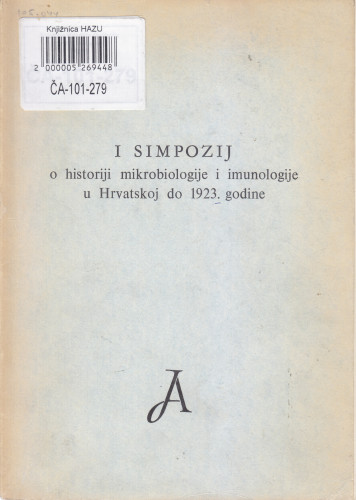 Knjižnica HAZU
2 000005 269448
ČA-101-279
I SIMPOZIJ
o historiji mikrobiologije i imunologije
u Hrvatskoj do 1923. godine